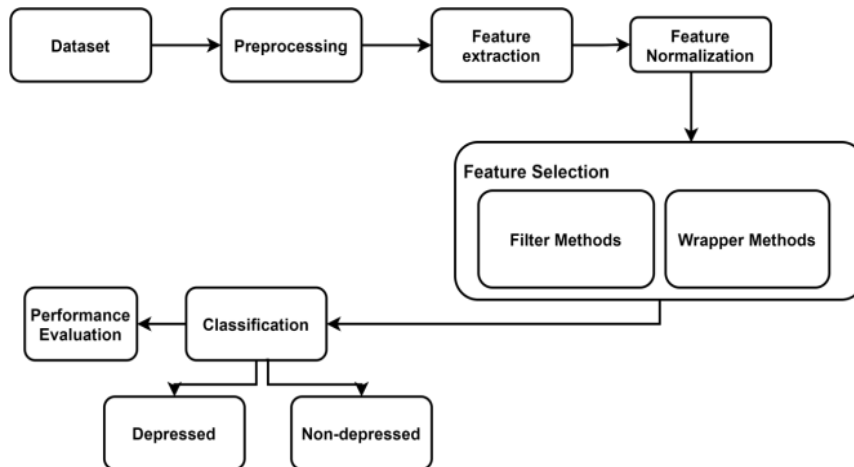 Dataset
Preprocessing
Feature
extraction
Feature
Normalization
Feature Selection
Filter Methods
Wrapper Methods
Performance
Evaluation
Classification
Depressed
Non-depressed